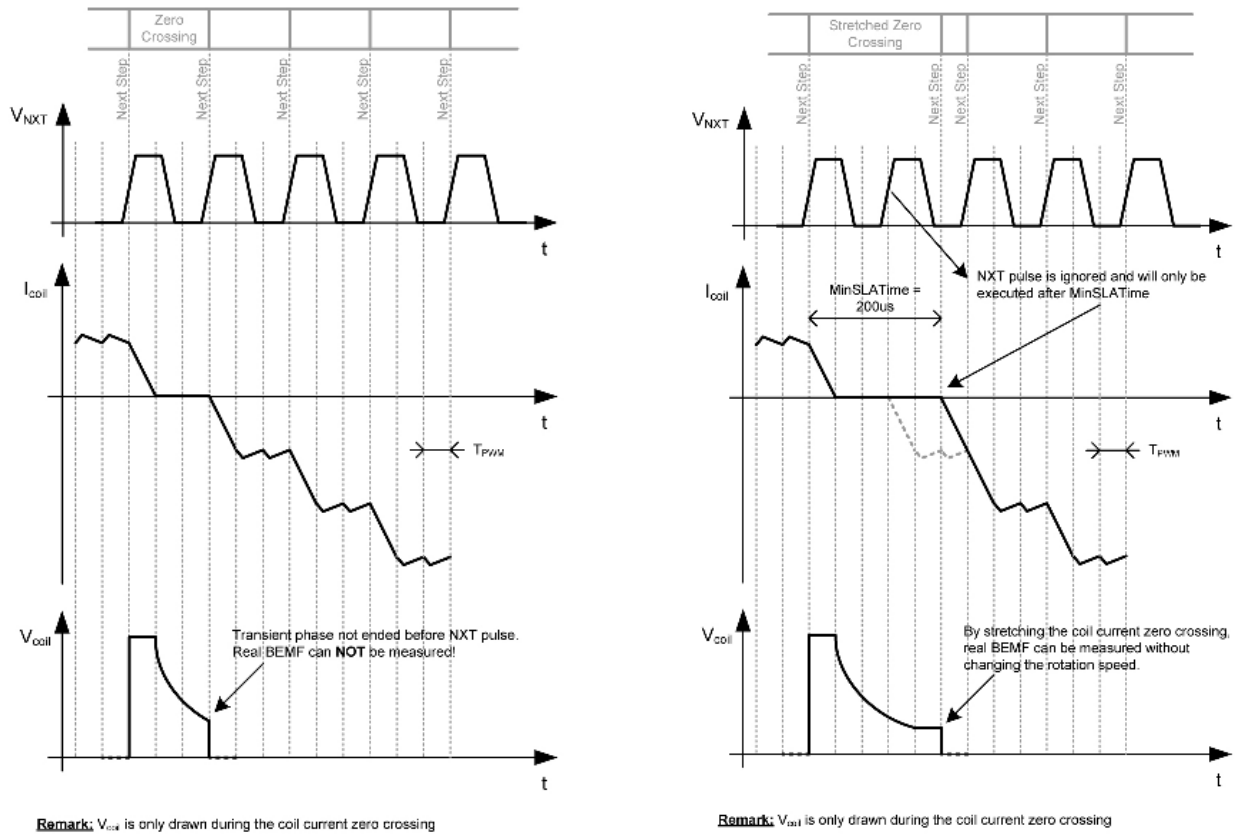 Zero
Crossing
Next Step
Next Step
Next Step
Next Step
Next Step
VNXT
t
Icoil
t
TPWM
Vcoil
Transient phase not ended before NXT pulse.
Real BEMF can NOT be measured!
t
Remark: Vcoil is only drawn during the coil current zero crossing
Stretched Zero
Crossing
Next Step
Next Step
Next Step
Next Step
Next Step
VNXT
t
NXT pulse is ignored and will only be
executed after MinSLATime
Icoil
MinSLATime =
200us
t
TPWM
Vcoil
By stretching the coil current zero crossing,
real BEMF can be measured without
changing the rotation speed.
t
Remark: Vcoil is only drawn during the coil current zero crossing